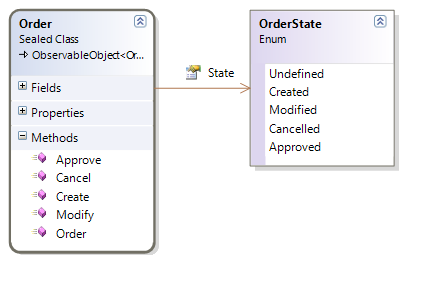 Order
Sealed Class
ObservableObject<Or...
Fields
Properties
Methods
Approve
Cancel
Create
Modify
Order
State
OrderState
Enum
Undefined
Created
Modified
Cancelled
Approved